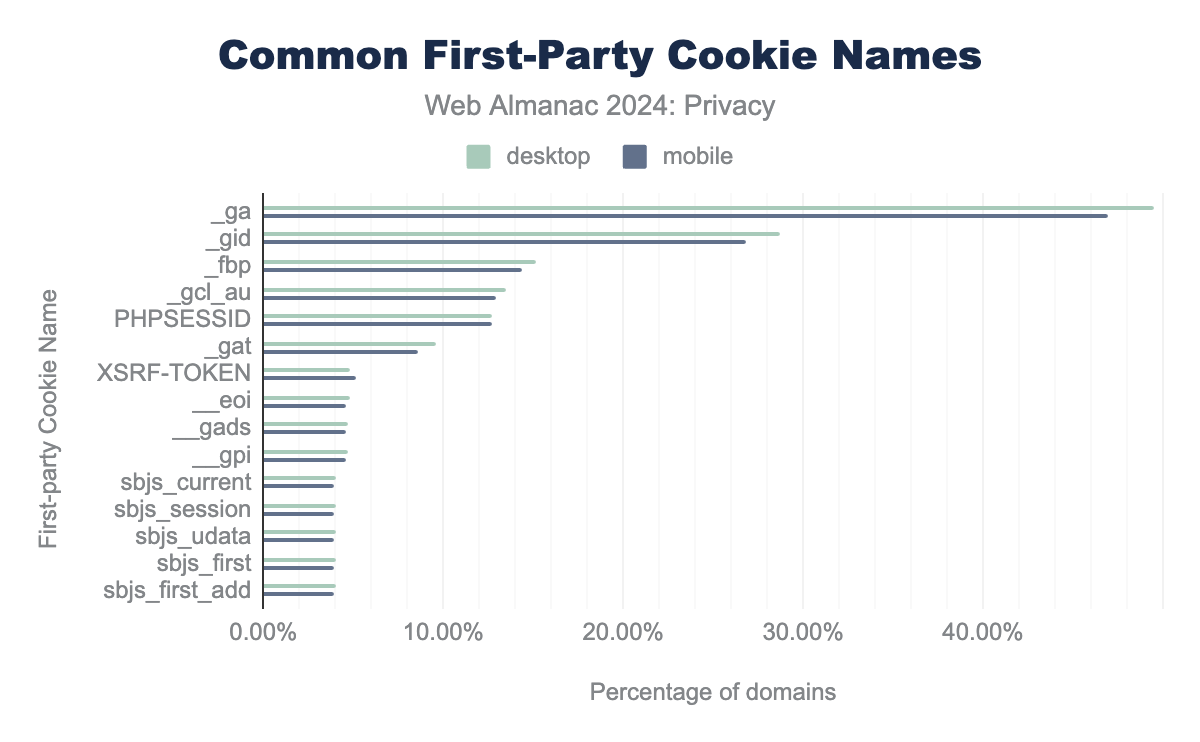 Common First-Party Cookie Names
Web Almanac 2024: Privacy
desktop
mobile
First-party Cookie Name
_ga
_gid
_fbp
_gcl_au
PHPSESSID
_gat
XSRF-TOKEN
__eoi
__gads
__gpi
sbjs_current
sbjs_session
sbjs_udata
sbjs_first
sbjs_first_add
0.00%
10.00%
20.00%
30.00%
40.00%
Percentage of domains